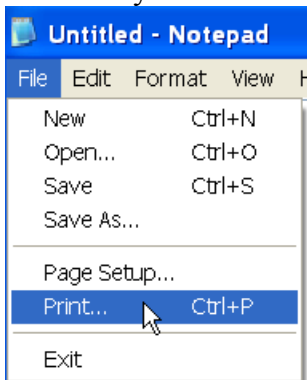 Untitled - Notepad
File Edit Format View
New Ctrl+N
Open... Ctrl+O
Save Ctrl+S
Save As...
Page Setup...
Print... Ctrl+P
Exit